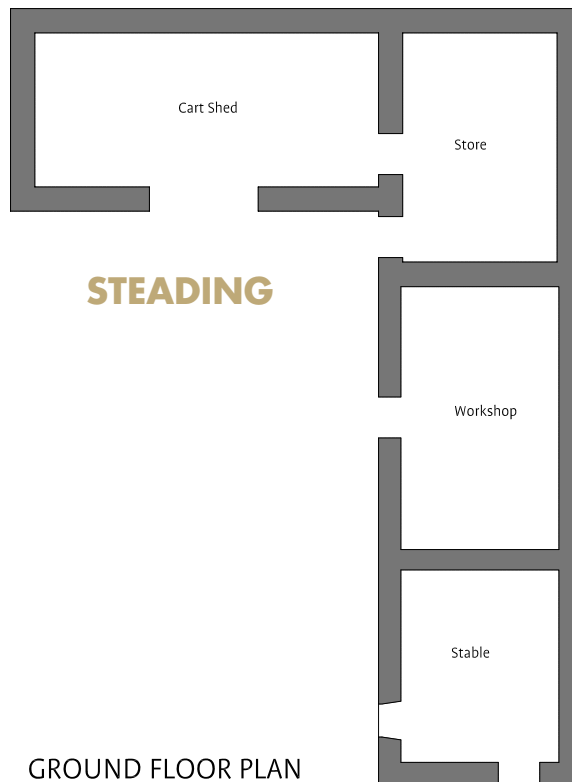 Cart Shed
Store
STEADING
Workshop
Stable
GROUND FLOOR PLAN